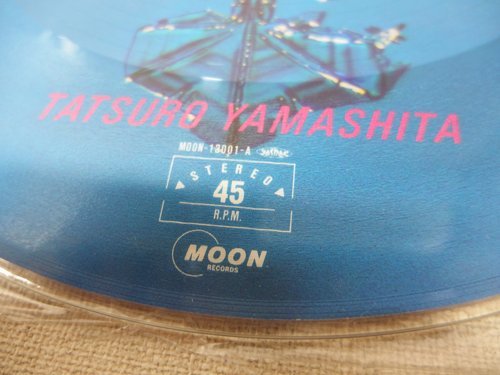 TATSURO YAMASHITA
MOON-13001-A
STEREO
45
R.P.M.
MOON
RECORDS